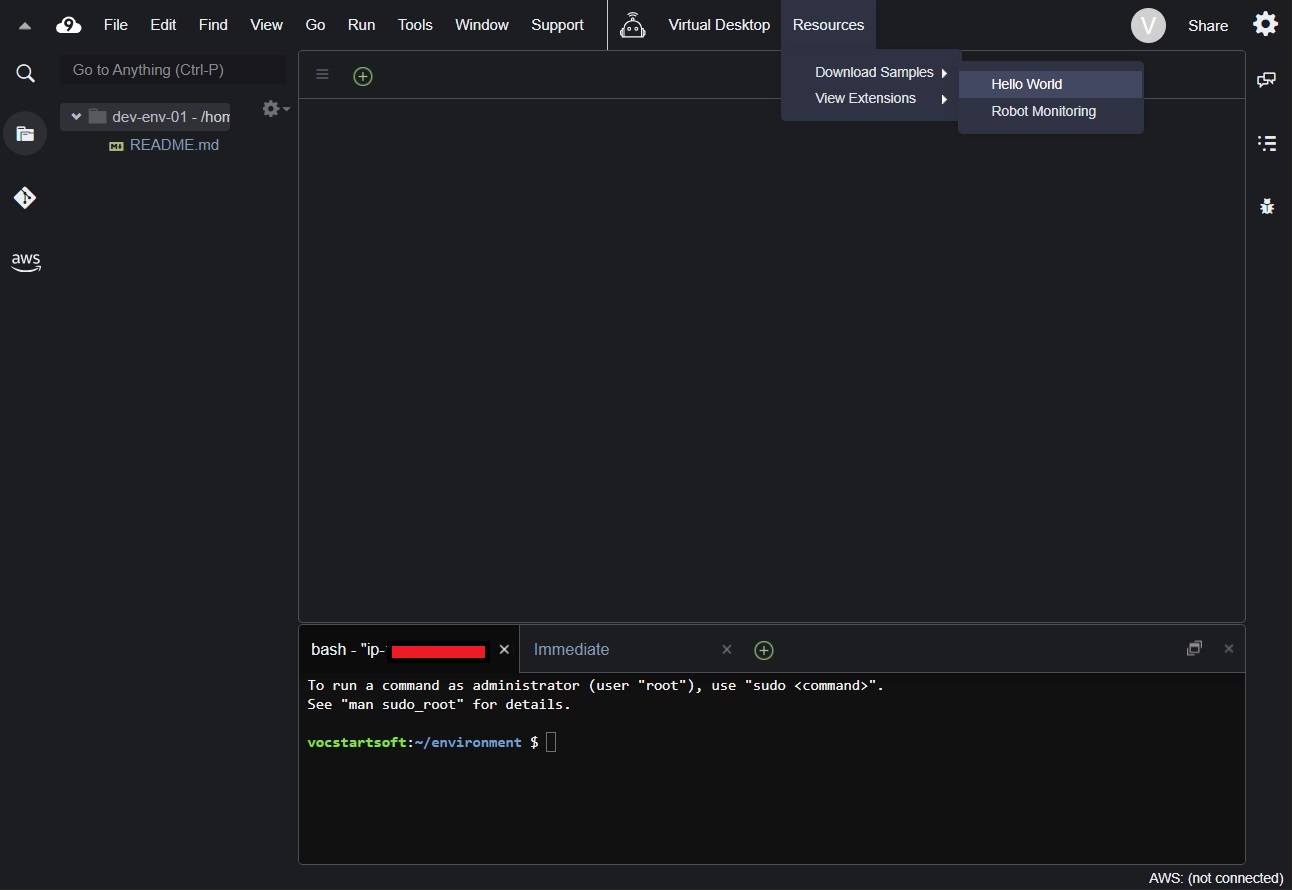 9 File Edit Find View Go Run Tools Window Support Virtual Desktop Resources V Share
Go to Anything (Ctrl-P)
Download Samples
View Extensions
Hello World
Robot Monitoring
dev-env-01 - /hom
M↓ README.md
aws
bash - "ip-
Immediate
To run a command as administrator (user "root"), use "sudo <command>".
See "man sudo_root" for details.
vocstartsoft:~/environment $
AWS: (not connected)